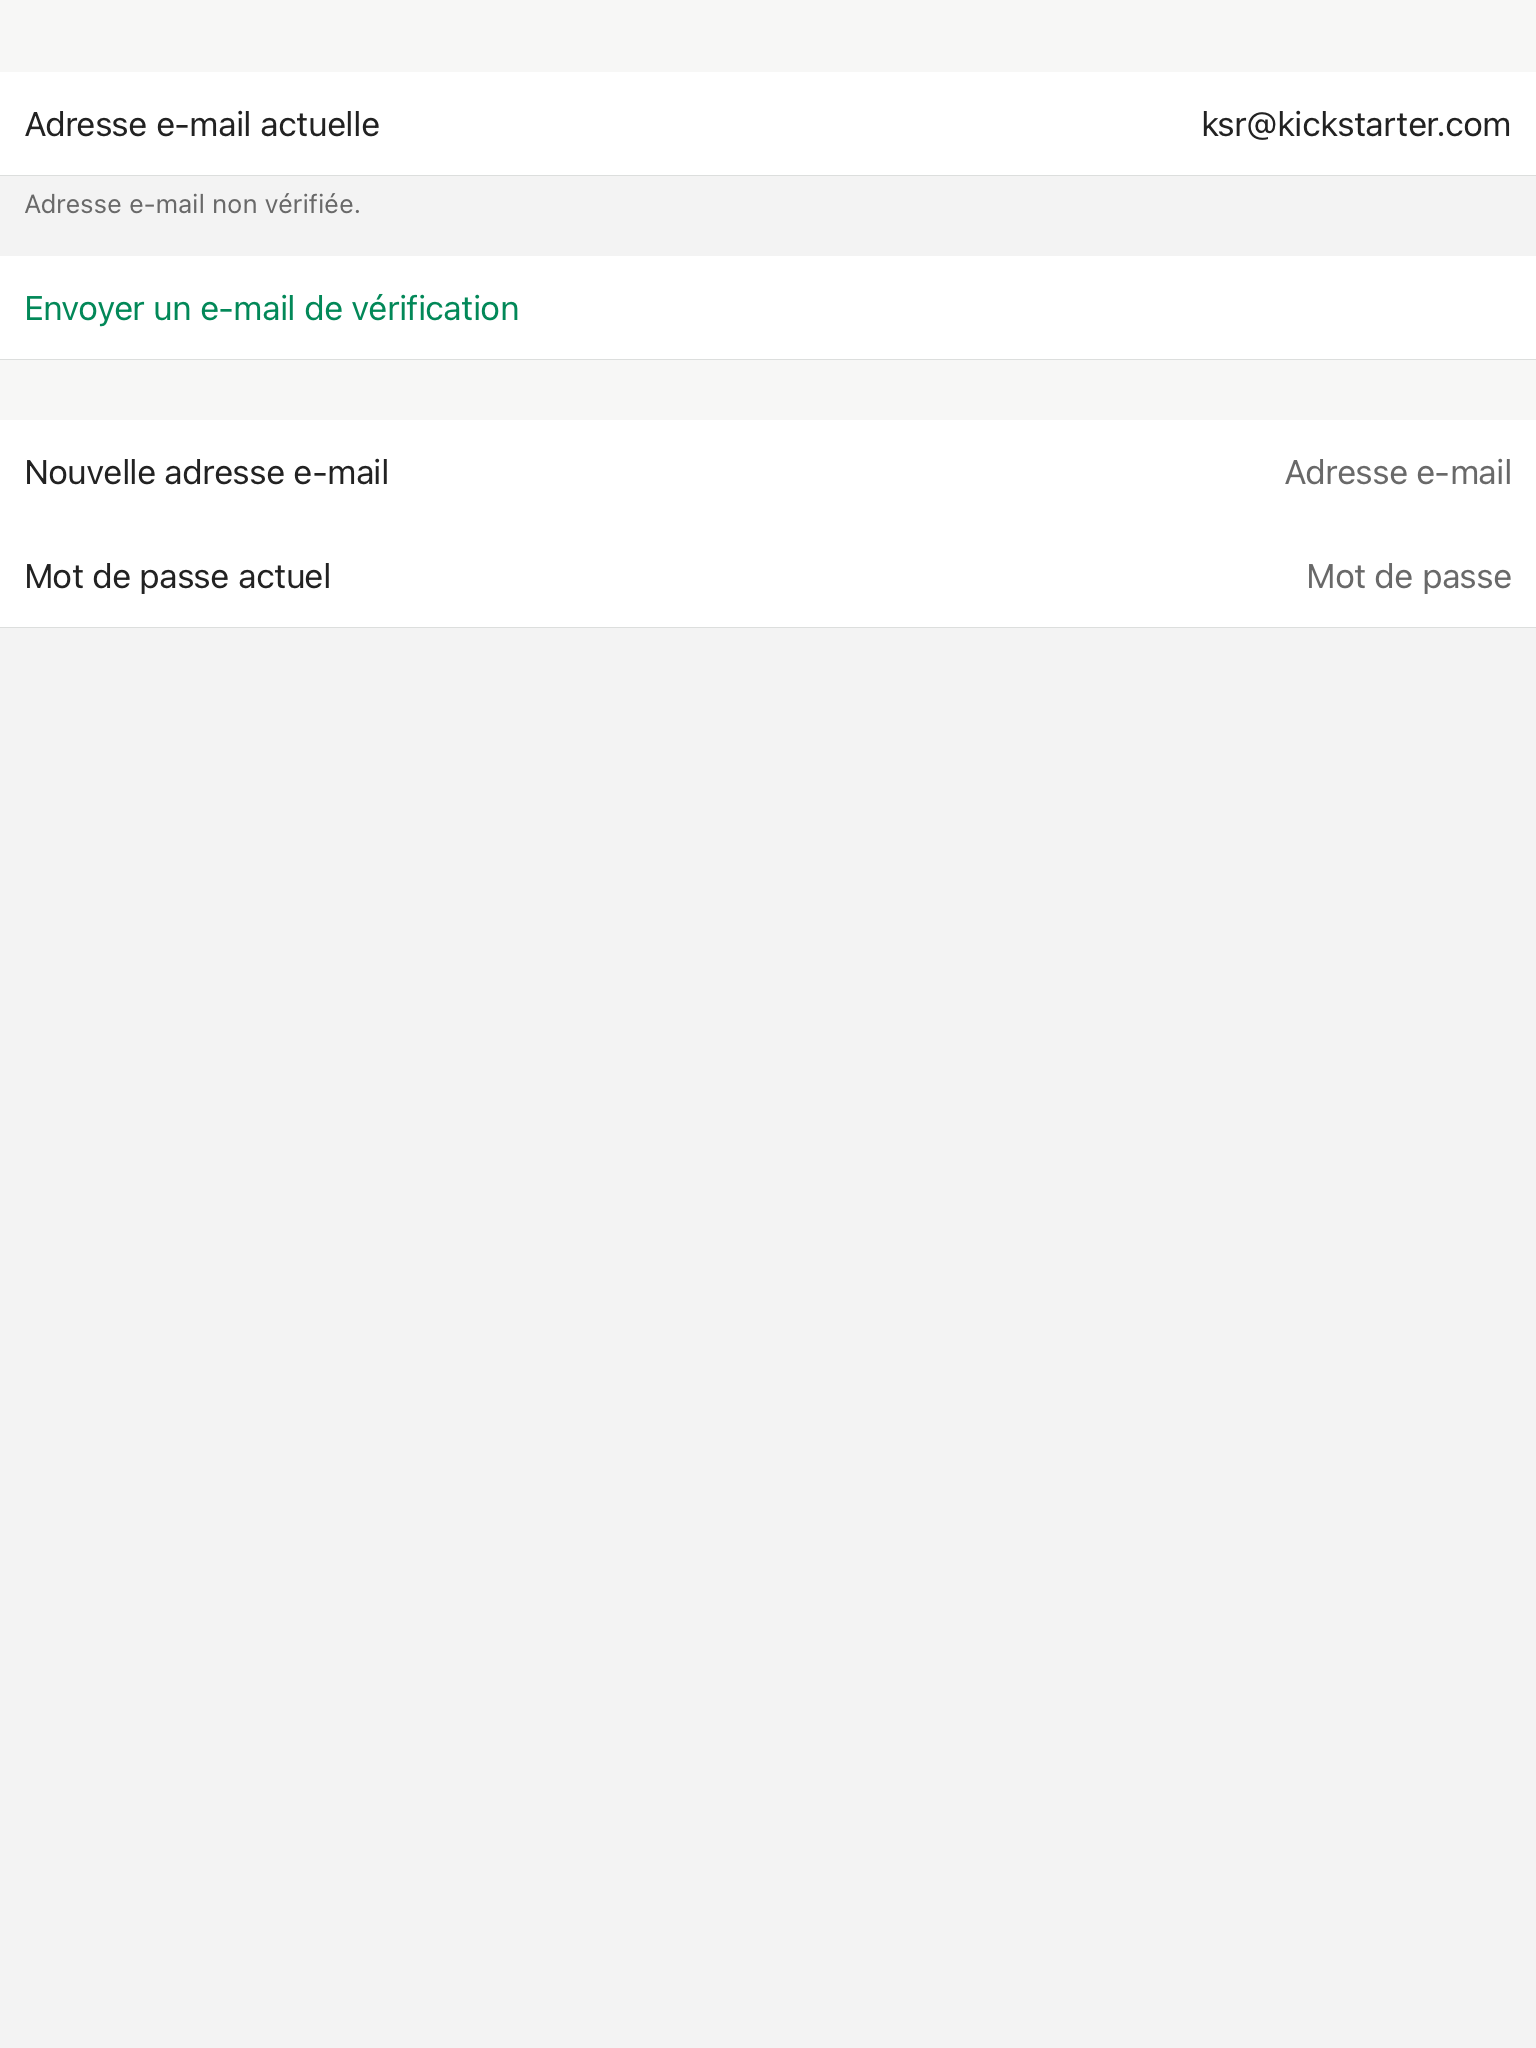 Adresse e-mail actuelle ksr@kickstarter.com
Adresse e-mail non vérifiée.
Envoyer un e-mail de vérification
Nouvelle adresse e-mail Adresse e-mail
Mot de passe actuel Mot de passe